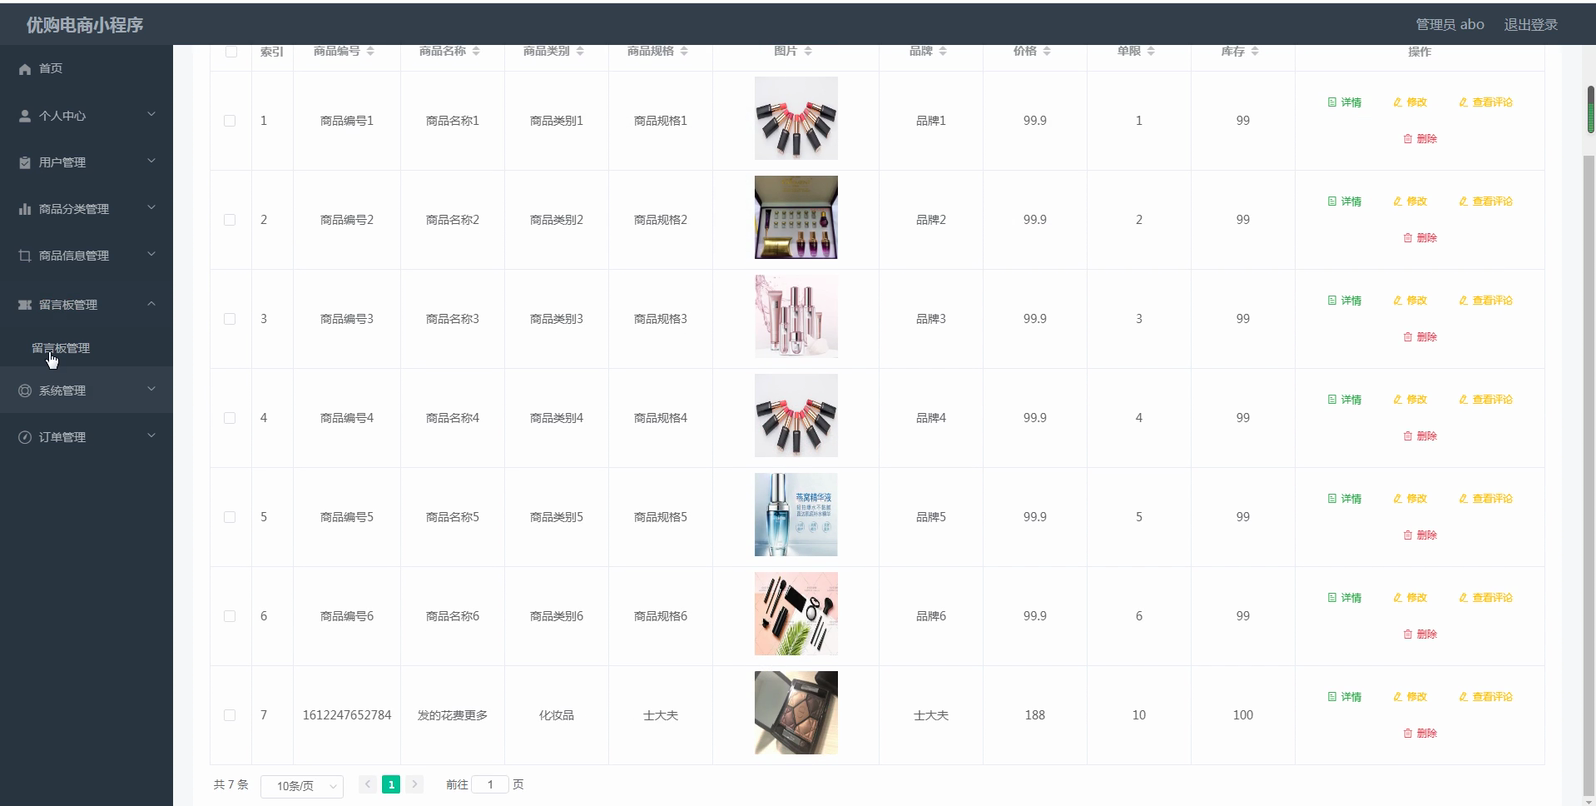 优购电商小程序
管理员 abo 退出登录
首页
个人中心
用户管理
商品分类管理
商品信息管理
留言板管理
留言板管理
系统管理
订单管理
索引 商品编号 商品名称 商品类别 商品规格 图片 品牌 价格 单限 库存 操作
1 商品编号1 商品名称1 商品类别1 商品规格1 品牌1 99.9 1 99 详情 修改 查看评论
删除
2 商品编号2 商品名称2 商品类别2 商品规格2 品牌2 99.9 2 99 详情 修改 查看评论
删除
3 商品编号3 商品名称3 商品类别3 商品规格3 品牌3 99.9 3 99 详情 修改 查看评论
删除
4 商品编号4 商品名称4 商品类别4 商品规格4 品牌4 99.9 4 99 详情 修改 查看评论
删除
5 商品编号5 商品名称5 商品类别5 商品规格5 燕窝精华液 品牌5 99.9 5 99 详情 修改 查看评论
删除
6 商品编号6 商品名称6 商品类别6 商品规格6 品牌6 99.9 6 99 详情 修改 查看评论
删除
7 1612247652784 发的花费更多 化妆品 士大夫 士大夫 188 10 100 详情 修改 查看评论
删除
共 7 条 10条/页 1 前往 1 页